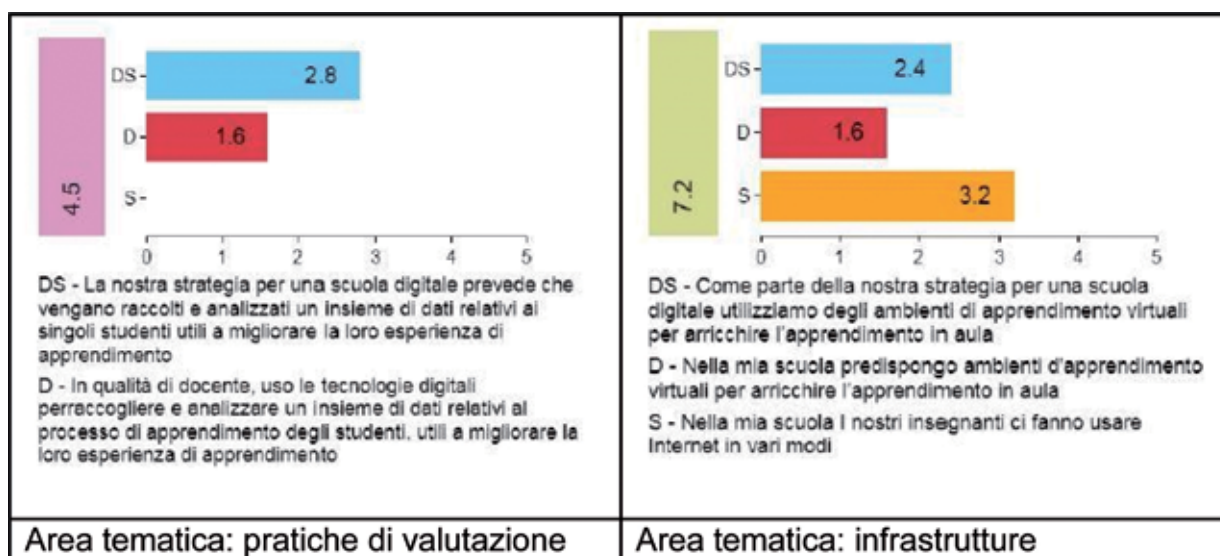 4.5
DS
2.8
D
1.6
S
0 1 2 3 4 5
DS - La nostra strategia per una scuola digitale prevede che
vengano raccolti e analizzati un insieme di dati relativi ai
singoli studenti utili a migliorare la loro esperienza di
apprendimento
D - In qualità di docente, uso le tecnologie digitali
perraccogliere e analizzare un insieme di dati relativi al
processo di apprendimento degli studenti, utili a migliorare la
loro esperienza di apprendimento
Area tematica: pratiche di valutazione
7.2
DS
2.4
D
1.6
S
3.2
0 1 2 3 4 5
DS - Come parte della nostra strategia per una scuola
digitale utilizziamo degli ambienti di apprendimento virtuali
per arricchire l'apprendimento in aula
D - Nella mia scuola predispongo ambienti d'apprendimento
virtuali per arricchire l'apprendimento in aula
S - Nella mia scuola I nostri insegnanti ci fanno usare
Internet in vari modi
Area tematica: infrastrutture